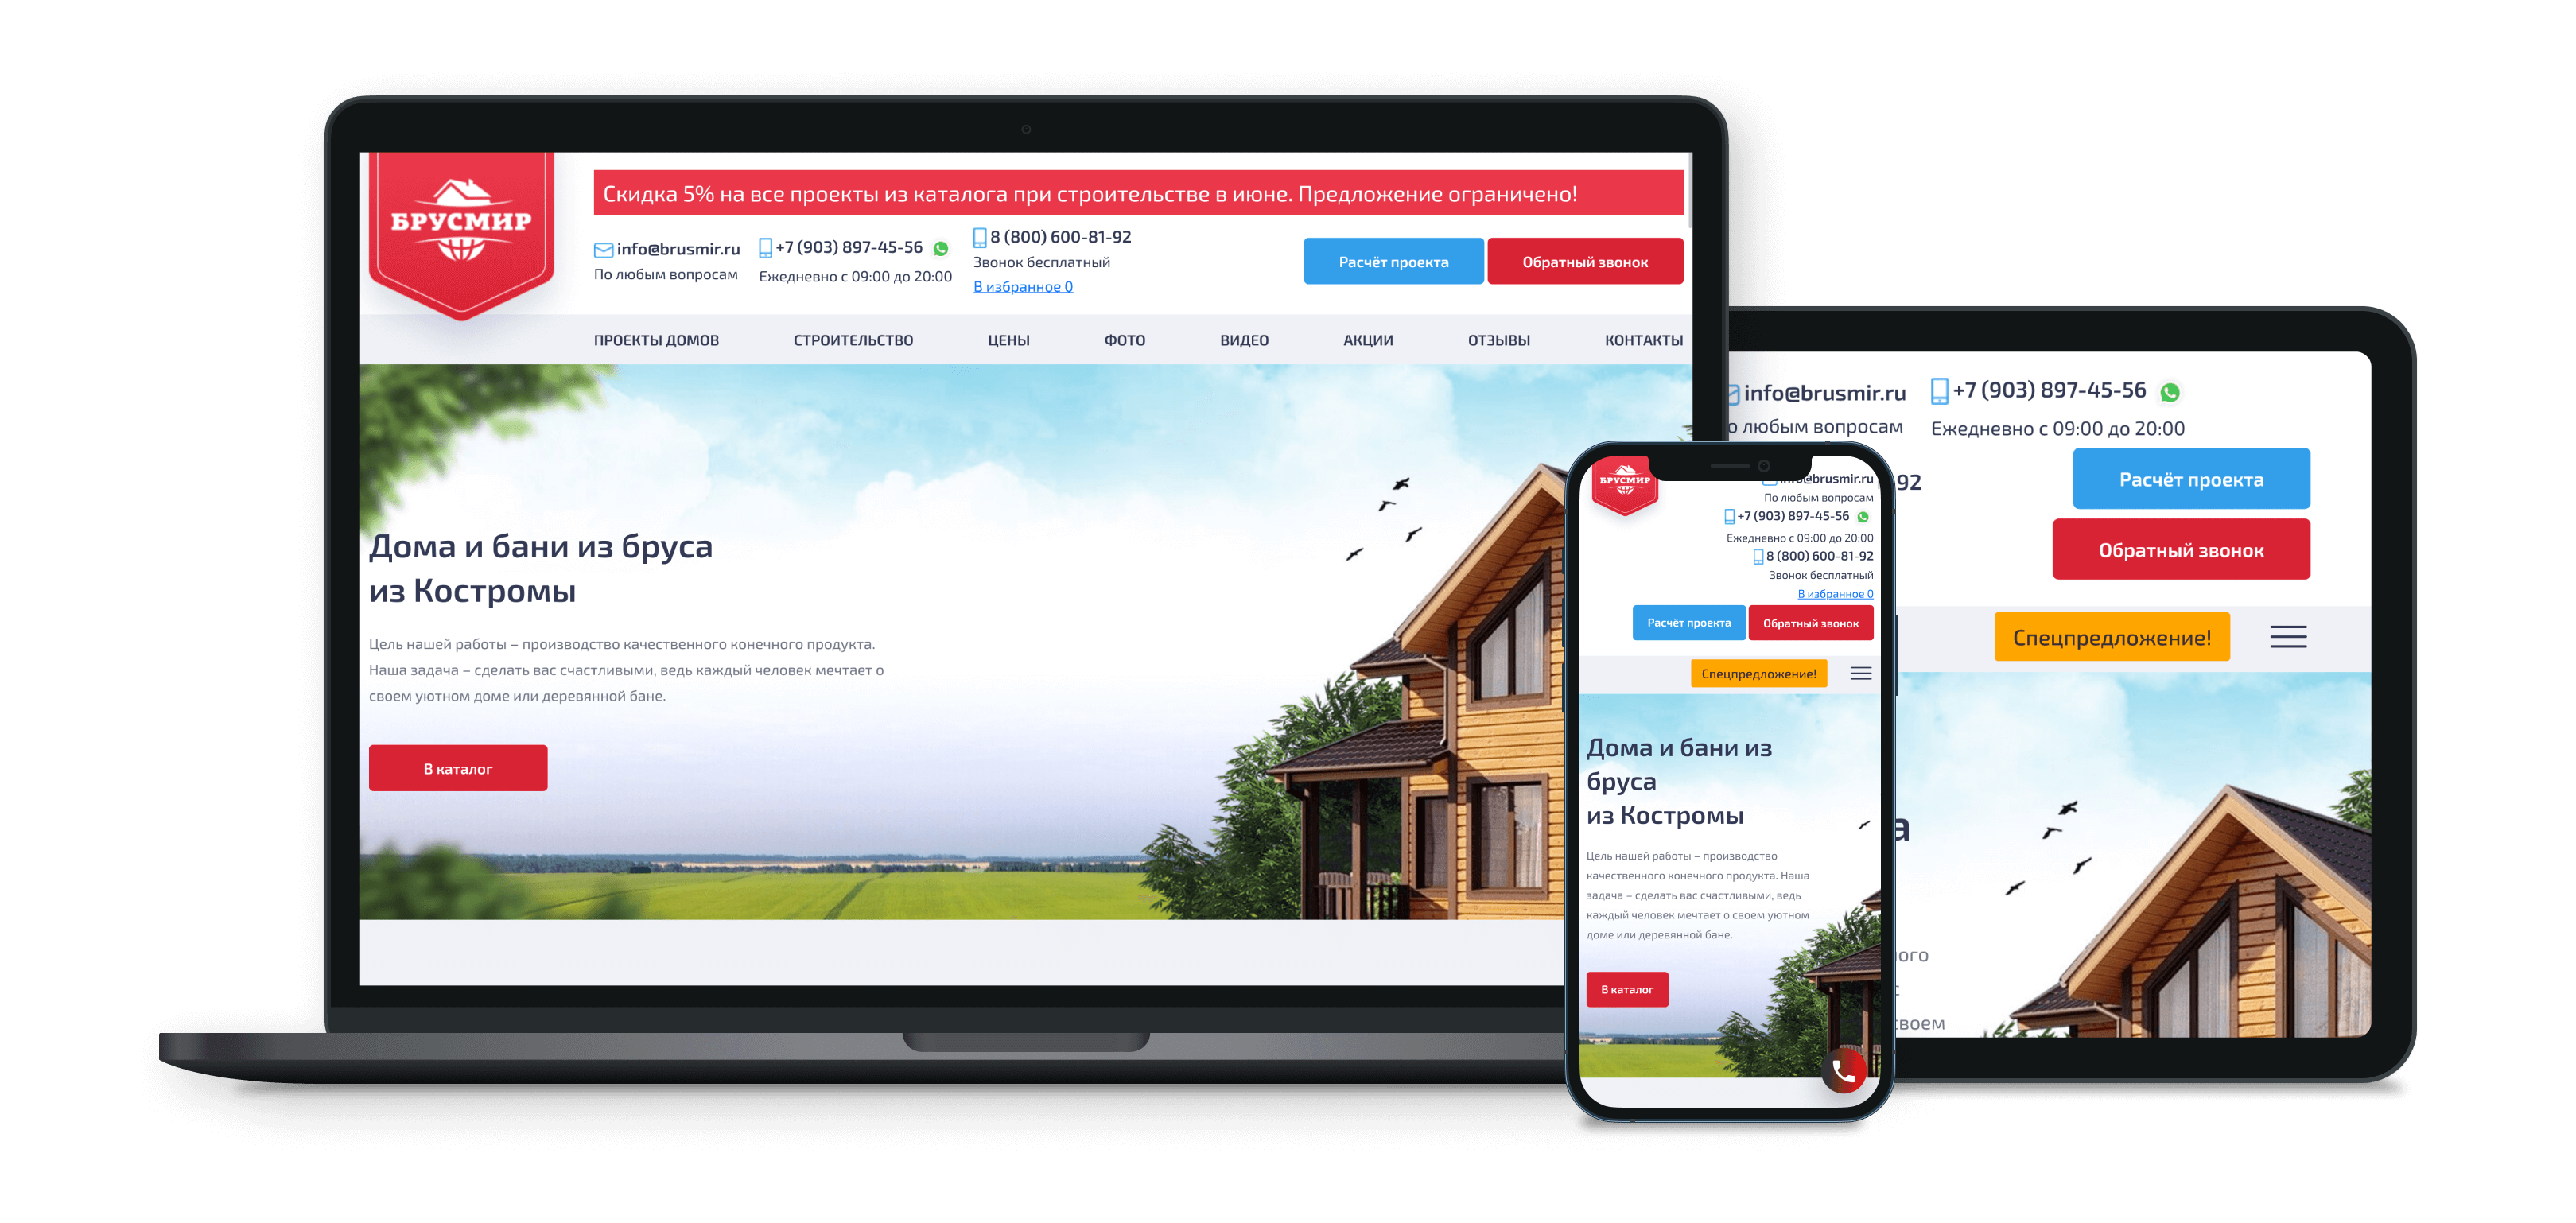 БРУСМИР
Скидка 5% на все проекты из каталога при строительстве в июне. Предложение ограничено!
info@brusmir.ru
По любым вопросам
+7 (903) 897-45-56
Ежедневно с 09:00 до 20:00
8 (800) 600-81-92
Звонок бесплатный
В избранное 0
Расчёт проекта
Обратный звонок
ПРОЕКТЫ ДОМОВ
СТРОИТЕЛЬСТВО
ЦЕНЫ
ФОТО
ВИДЕО
АКЦИИ
ОТЗЫВЫ
КОНТАКТЫ
Дома и бани из бруса
из Костромы
Цель нашей работы – производство качественного конечного продукта.
Наша задача – сделать вас счастливыми, ведь каждый человек мечтает о
своем уютном доме или деревянной бане.
В каталог
БРУСМИР
info@brusmir.ru
По любым вопросам
+7 (903) 897-45-56
Ежедневно с 09:00 до 20:00
8 (800) 600-81-92
Звонок бесплатный
В избранное 0
Расчёт проекта
Обратный звонок
Спецпредложение!
Дома и бани из
бруса
из Костромы
Цель нашей работы – производство
качественного конечного продукта. Наша
задача – сделать вас счастливыми, ведь
каждый человек мечтает о своем уютном
доме или деревянной бане.
В каталог
info@brusmir.ru
о любым вопросам
+7 (903) 897-45-56
Ежедневно с 09:00 до 20:00
92
Расчёт проекта
Обратный звонок
Спецпредложение!
а
ого
с
своем